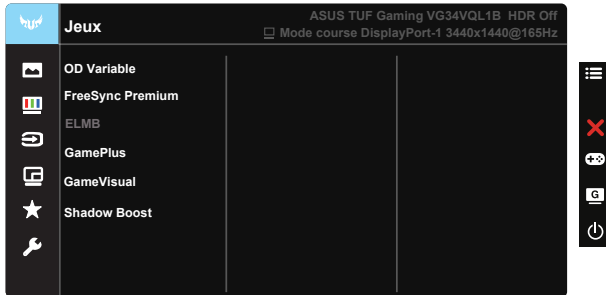 Jeux
ASUS TUF Gaming VG34VQL1B HDR Off
Mode course DisplayPort-1 3440x1440@165Hz
OD Variable
FreeSync Premium
ELMB
GamePlus
GameVisual
Shadow Boost
G